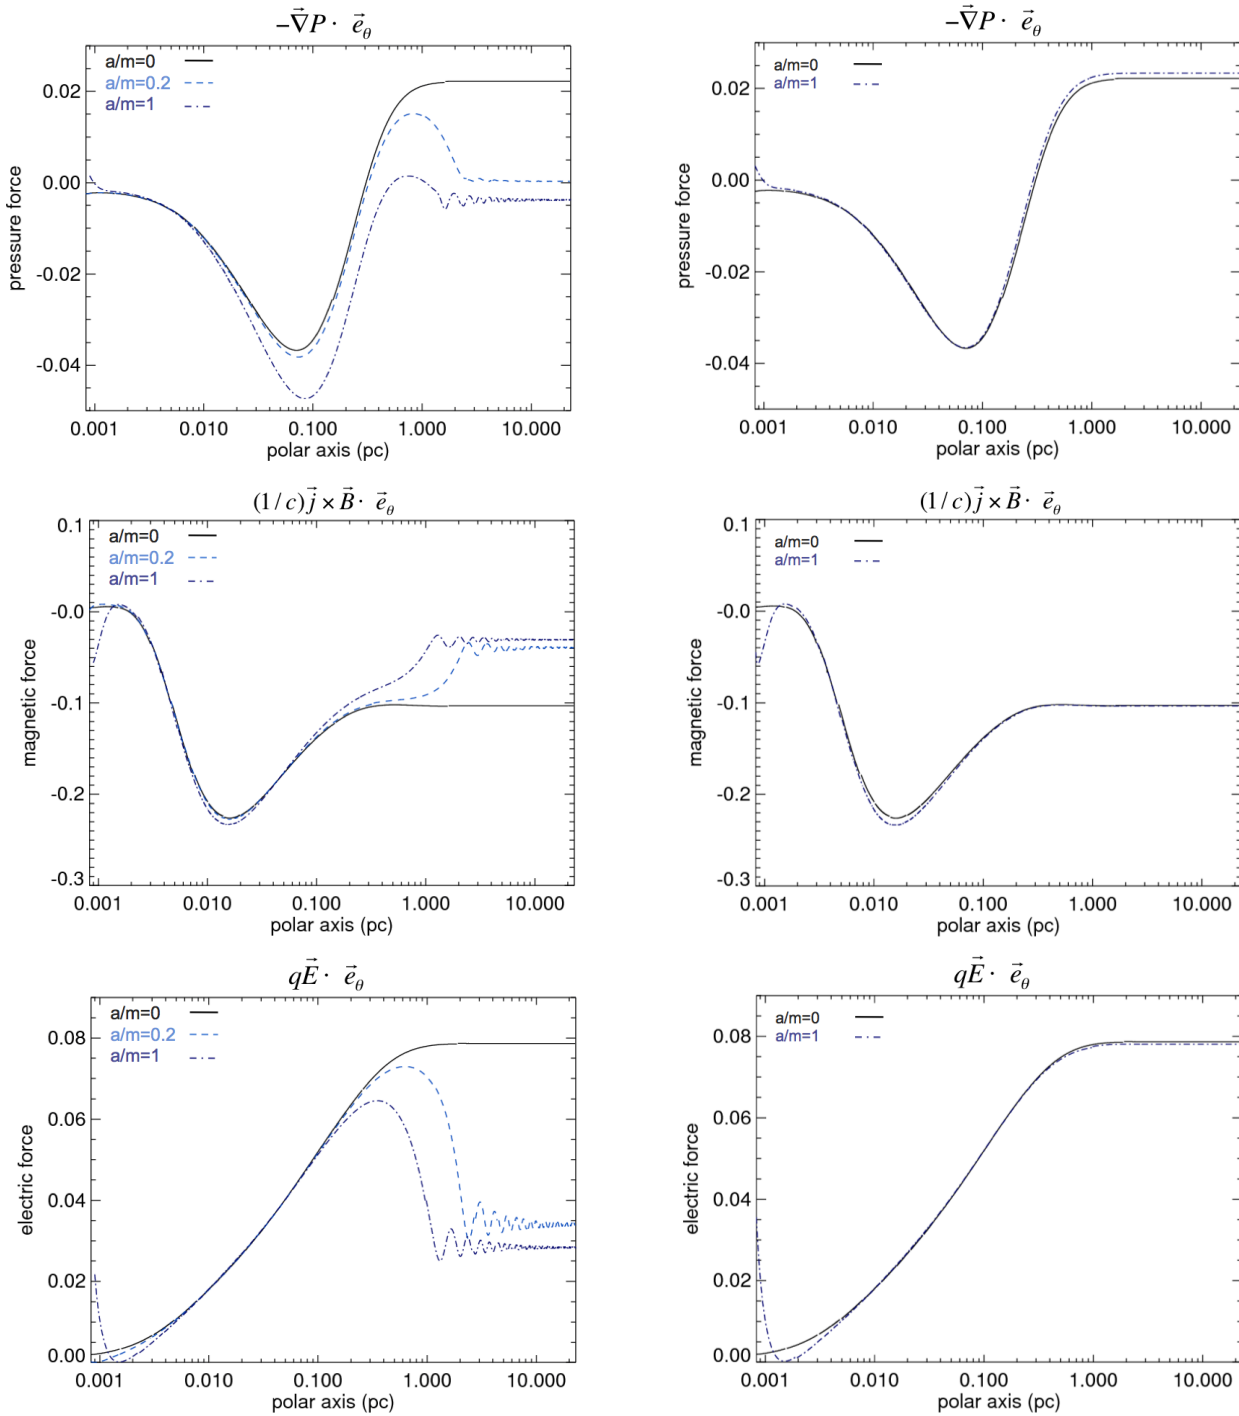 −∇⃗P · e⃗_θ
a/m=0
a/m=0.2
a/m=1
0.02
0.00
-0.02
-0.04
pressure force
0.001 0.010 0.100 1.000 10.000
polar axis (pc)
−∇⃗P · e⃗_θ
a/m=0
a/m=1
0.02
0.00
-0.02
-0.04
pressure force
0.001 0.010 0.100 1.000 10.000
polar axis (pc)
(1/c) j⃗ × B⃗ · e⃗_θ
a/m=0
a/m=0.2
a/m=1
0.1
-0.0
-0.1
-0.2
-0.3
magnetic force
0.001 0.010 0.100 1.000 10.000
polar axis (pc)
(1/c) j⃗ × B⃗ · e⃗_θ
a/m=0
a/m=1
0.1
-0.0
-0.1
-0.2
-0.3
magnetic force
0.001 0.010 0.100 1.000 10.000
polar axis (pc)
qE⃗ · e⃗_θ
a/m=0
a/m=0.2
a/m=1
0.08
0.06
0.04
0.02
0.00
electric force
0.001 0.010 0.100 1.000 10.000
polar axis (pc)
qE⃗ · e⃗_θ
a/m=0
a/m=1
0.08
0.06
0.04
0.02
0.00
electric force
0.001 0.010 0.100 1.000 10.000
polar axis (pc)